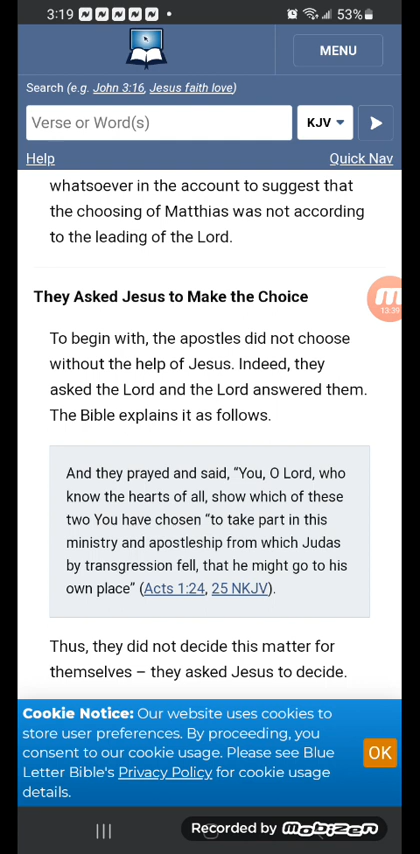 3:19 53%
MENU
Search (e.g. John 3:16, Jesus faith love)
Verse or Word(s)
KJV
Help Quick Nav
whatsoever in the account to suggest that
the choosing of Matthias was not according
to the leading of the Lord.
They Asked Jesus to Make the Choice
13:39
To begin with, the apostles did not choose
without the help of Jesus. Indeed, they
asked the Lord and the Lord answered them.
The Bible explains it as follows.
And they prayed and said, “You, O Lord, who
know the hearts of all, show which of these
two You have chosen “to take part in this
ministry and apostleship from which Judas
by transgression fell, that he might go to his
own place” (Acts 1:24, 25 NKJV).
Thus, they did not decide this matter for
themselves – they asked Jesus to decide.
Cookie Notice: Our website uses cookies to
store user preferences. By proceeding, you
consent to our cookie usage. Please see Blue
Letter Bible's Privacy Policy for cookie usage
details.
OK
Recorded by mobizen